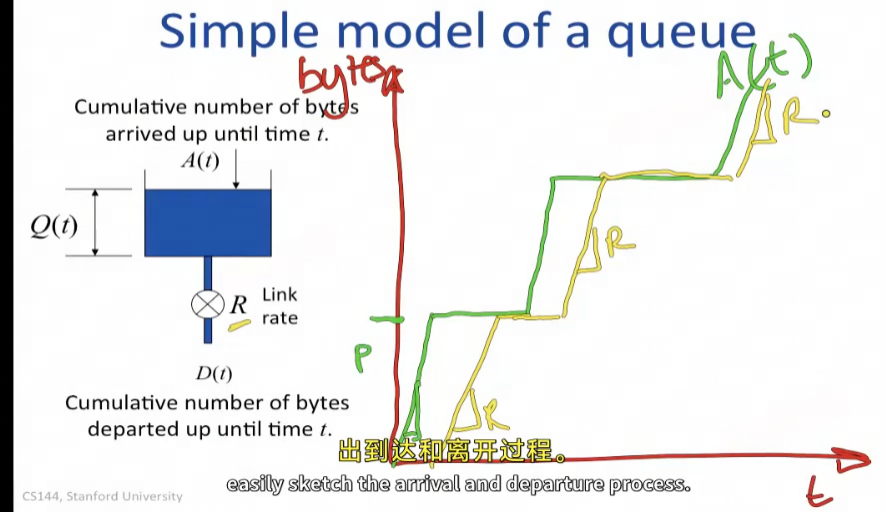 Simple model of a queue
bytes
A(t)
Cumulative number of bytes
arrived up until time t.
A(t)
Q(t)
R Link
rate
D(t)
Cumulative number of bytes
departed up until time t.
P
R
R
R
t
出到达和离开过程。
easily sketch the arrival and departure process.
CS144, Stanford University